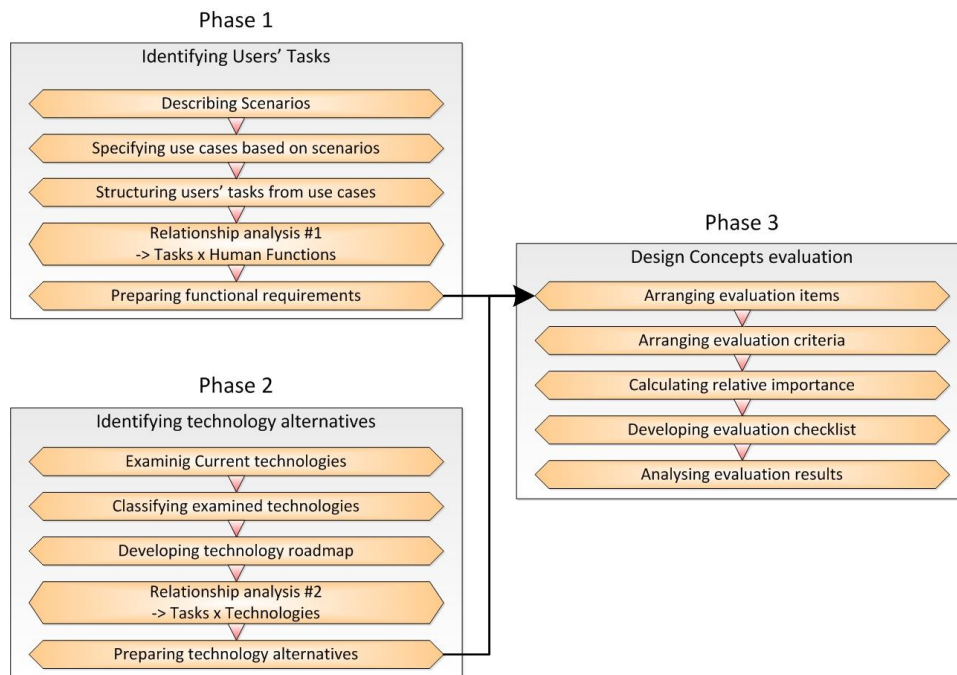 Phase 1
Identifying Users' Tasks
Describing Scenarios
Specifying use cases based on scenarios
Structuring users' tasks from use cases
Relationship analysis #1
-> Tasks x Human Functions
Preparing functional requirements
Phase 2
Identifying technology alternatives
Examinig Current technologies
Classifying examined technologies
Developing technology roadmap
Relationship analysis #2
-> Tasks x Technologies
Preparing technology alternatives
Phase 3
Design Concepts evaluation
Arranging evaluation items
Arranging evaluation criteria
Calculating relative importance
Developing evaluation checklist
Analysing evaluation results